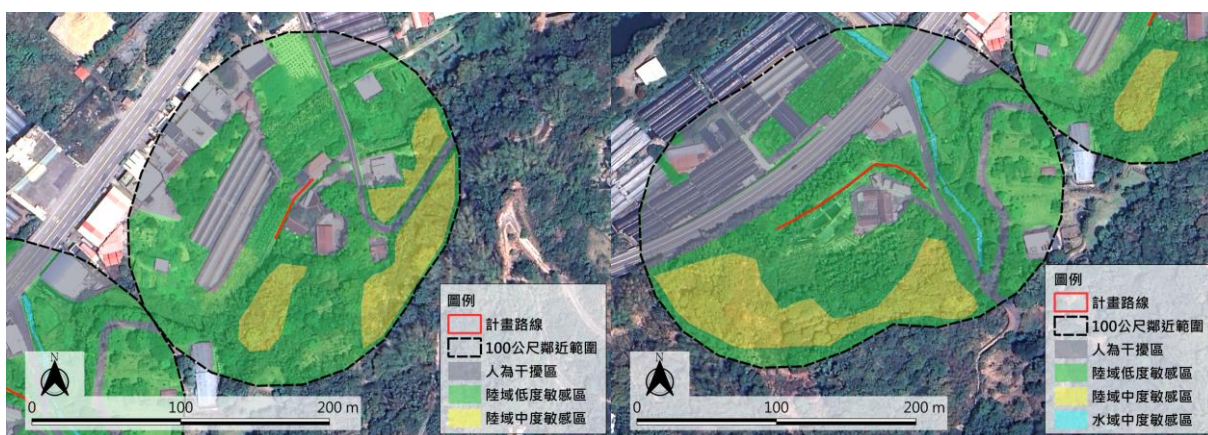 圖例
計畫路線
100公尺鄰近範圍
人為干擾區
陸域低度敏感區
陸域中度敏感區
N
0 100 200 m
圖例
計畫路線
100公尺鄰近範圍
人為干擾區
陸域低度敏感區
陸域中度敏感區
水域中度敏感區
N
0 100 200 m